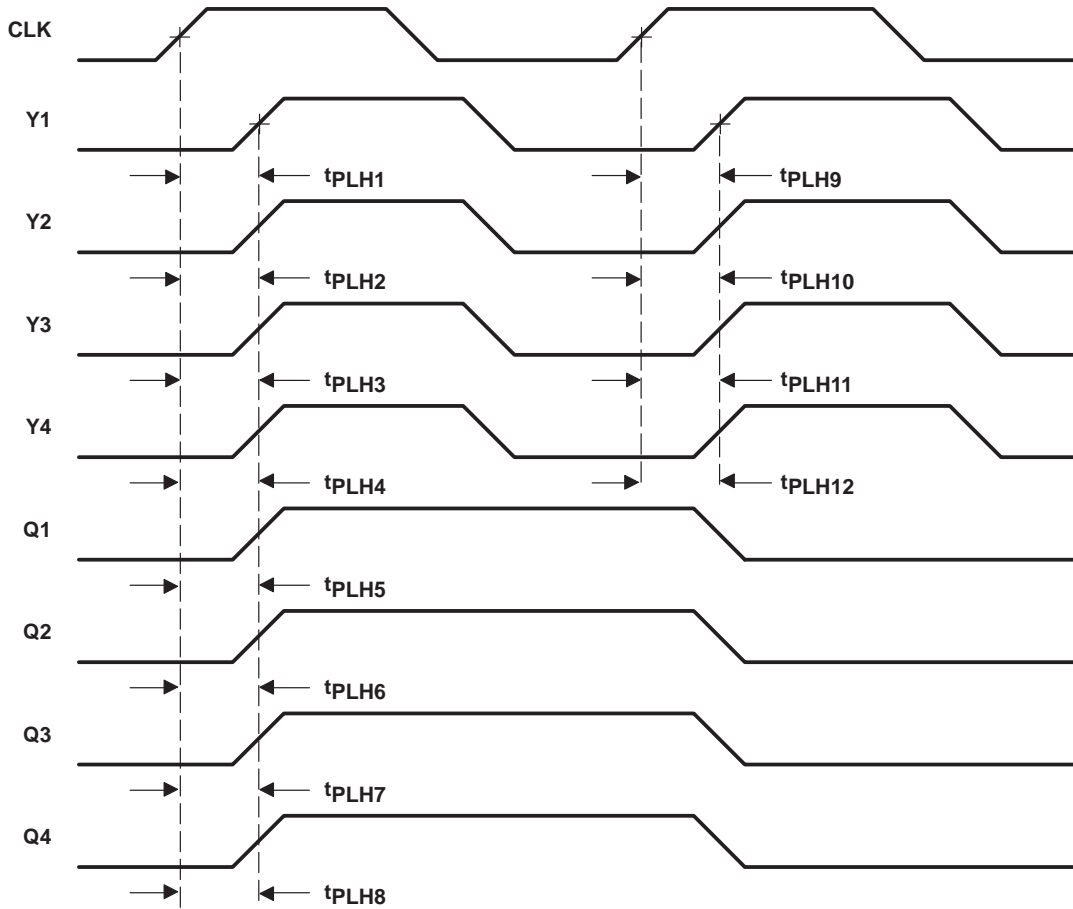 CLK
Y1
tPLH1 tPLH9
Y2
tPLH2 tPLH10
Y3
tPLH3 tPLH11
Y4
tPLH4 tPLH12
Q1
tPLH5
Q2
tPLH6
Q3
tPLH7
Q4
tPLH8